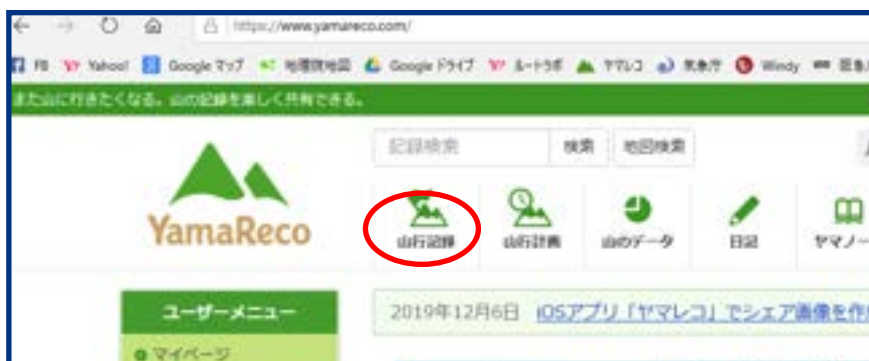 https://www.yamareco.com/
FB Yahoo! Google マップ 地理院地図 Google ドライブ ルートラボ ヤマレコ 気象庁 Windy
また山に行きたくなる。山の記録を楽しく共有できる。
記録検索 検索 地図検索
YamaReco
山行記録 山行計画 山のデータ 日記 ヤマノー
ユーザーメニュー
2019年12月6日 iOSアプリ「ヤマレコ」でシェア画像を作
マイページ